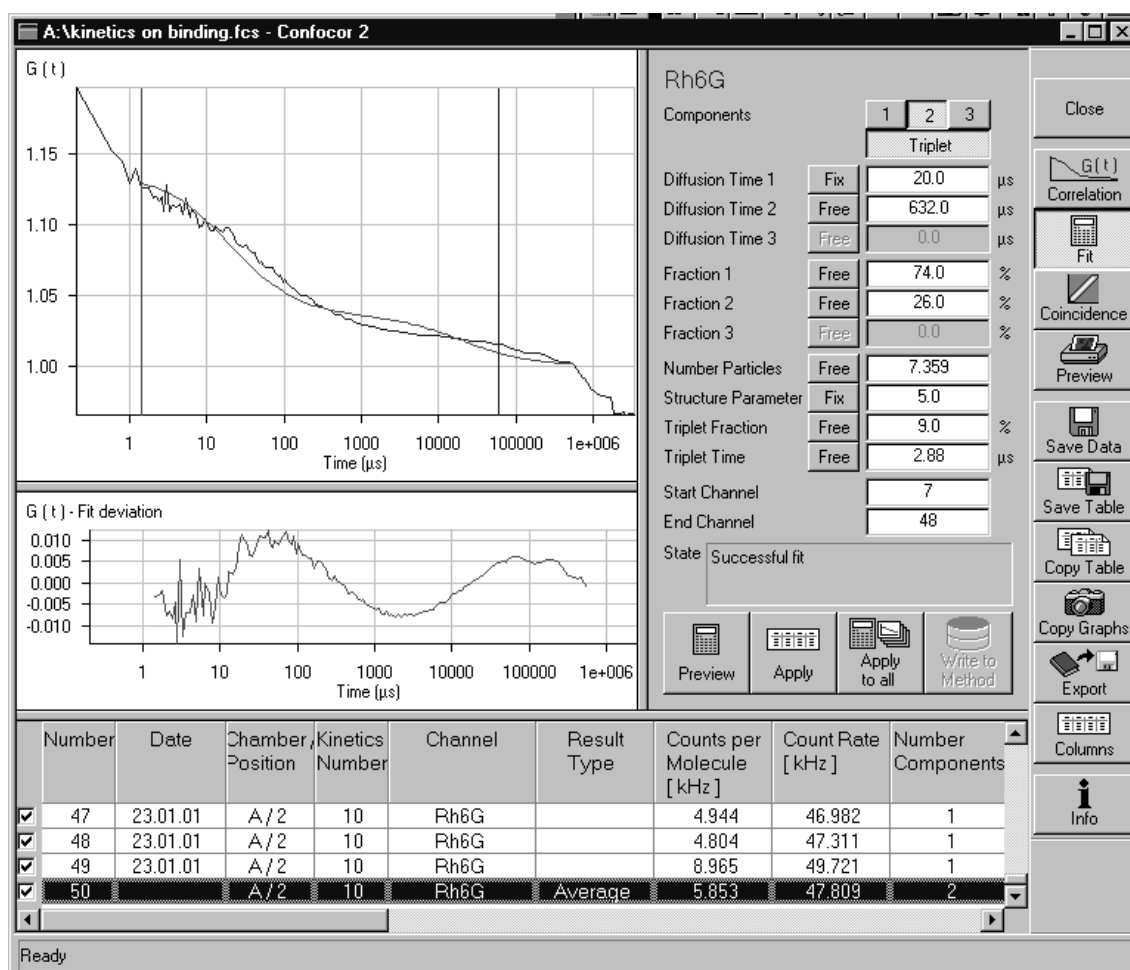 A:\kinetics on binding.fcs - Confocor 2
G ( t )
1.15
1.10
1.05
1.00
1 10 100 1000 10000 100000 1e+006
Time (µs)
G ( t ) - Fit deviation
0.010
0.005
0.000
-0.005
-0.010
1 10 100 1000 10000 100000 1e+006
Time (µs)
Rh6G
Components 1 2 3
Triplet
Diffusion Time 1 Fix 20.0 µs
Diffusion Time 2 Free 632.0 µs
Diffusion Time 3 Free 0.0 µs
Fraction 1 Free 74.0 %
Fraction 2 Free 26.0 %
Fraction 3 Free 0.0 %
Number Particles Free 7.359
Structure Parameter Fix 5.0
Triplet Fraction Free 9.0 %
Triplet Time Free 2.88 µs
Start Channel 7
End Channel 48
State Successful fit
Preview
Apply
Apply
to all
Write to
Method
Close
G(t)
Correlation
Fit
Coincidence
Preview
Save Data
Save Table
Copy Table
Copy Graphs
Export
Columns
Info
Number Date Chamber / Kinetics Channel Result Counts per Count Rate Number
Position Number Type Molecule [ kHz ] Components
[ kHz ]
47 23.01.01 A / 2 10 Rh6G 4.944 46.982 1
48 23.01.01 A / 2 10 Rh6G 4.804 47.311 1
49 23.01.01 A / 2 10 Rh6G 8.965 49.721 1
50 A / 2 10 Rh6G Average 5.853 47.809 2
Ready